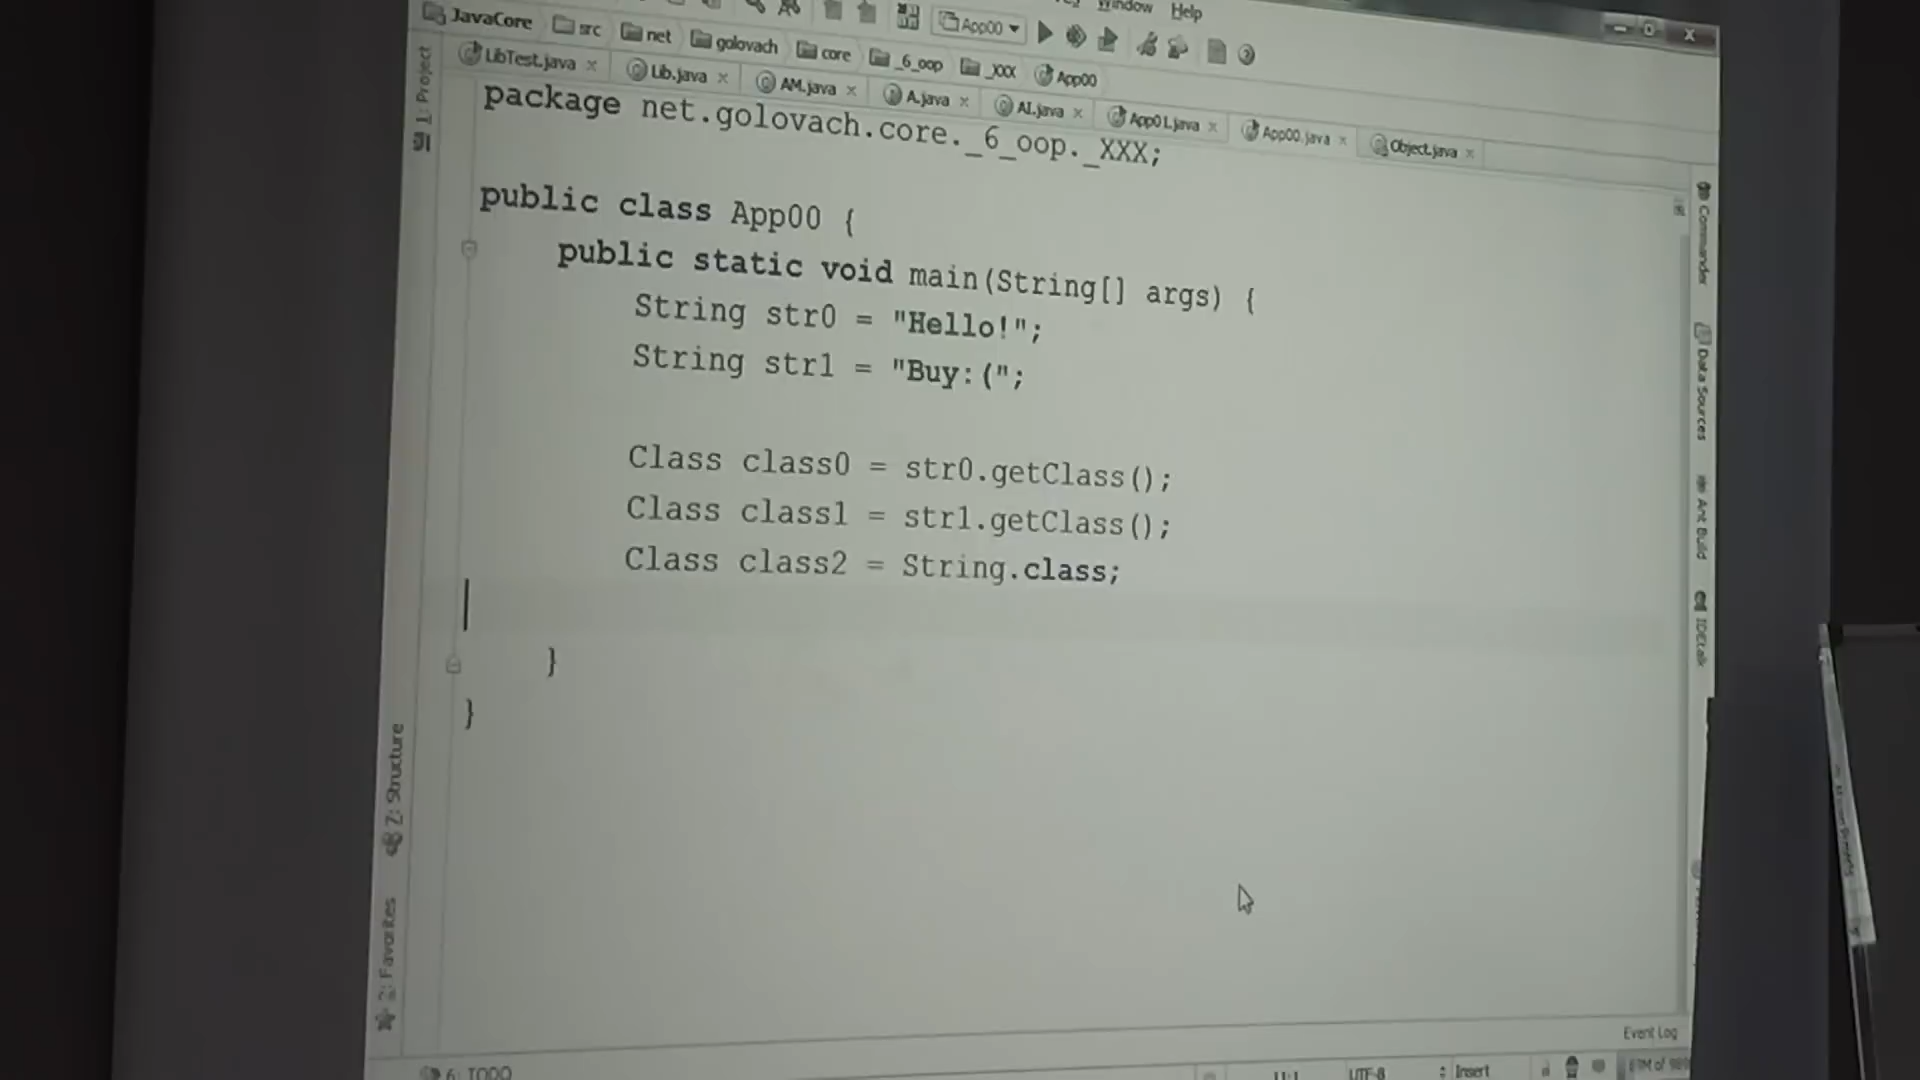 Window Help
App00
JavaCore src net golovach core _6_oop _XXX App00
LibTest.java Lib.java AM.java A.java AI.java App01.java App00.java Object.java
1: Project
package net.golovach.core._6_oop._XXX;
public class App00 {
public static void main(String[] args) {
String str0 = "Hello!";
String str1 = "Buy:(";
Class class0 = str0.getClass();
Class class1 = str1.getClass();
Class class2 = String.class;
}
}
Commander
Data Sources
Ant Build
IDEtalk
Z: Structure
2: Favorites
Event Log
6: TODO
11:1 UTF-8 Insert